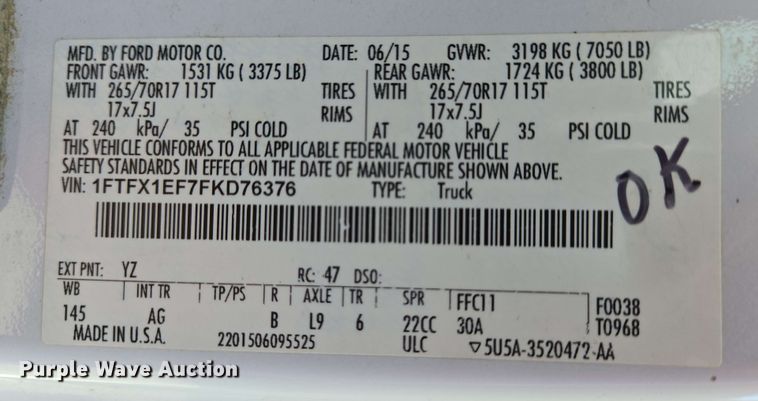 MFD. BY FORD MOTOR CO. DATE: 06/15 GVWR: 3198 KG ( 7050 LB)
FRONT GAWR: 1531 KG ( 3375 LB) REAR GAWR: 1724 KG ( 3800 LB)
WITH 265/70R17 115T TIRES WITH 265/70R17 115T TIRES
17x7.5J RIMS 17x7.5J RIMS
AT 240 kPa/ 35 PSI COLD AT 240 kPa/ 35 PSI COLD
THIS VEHICLE CONFORMS TO ALL APPLICABLE FEDERAL MOTOR VEHICLE
SAFETY STANDARDS IN EFFECT ON THE DATE OF MANUFACTURE SHOWN ABOVE.
VIN: 1FTFX1EF7FKD76376 TYPE: Truck
OK
EXT PNT: YZ RC: 47 DSO:
WB INT TR TP/PS R AXLE TR SPR FFC11 F0038
145 AG B L9 6 22CC 30A T0968
MADE IN U.S.A. 2201506095525 ULC ▽5U5A-3520472-AA
Purple Wave Auction